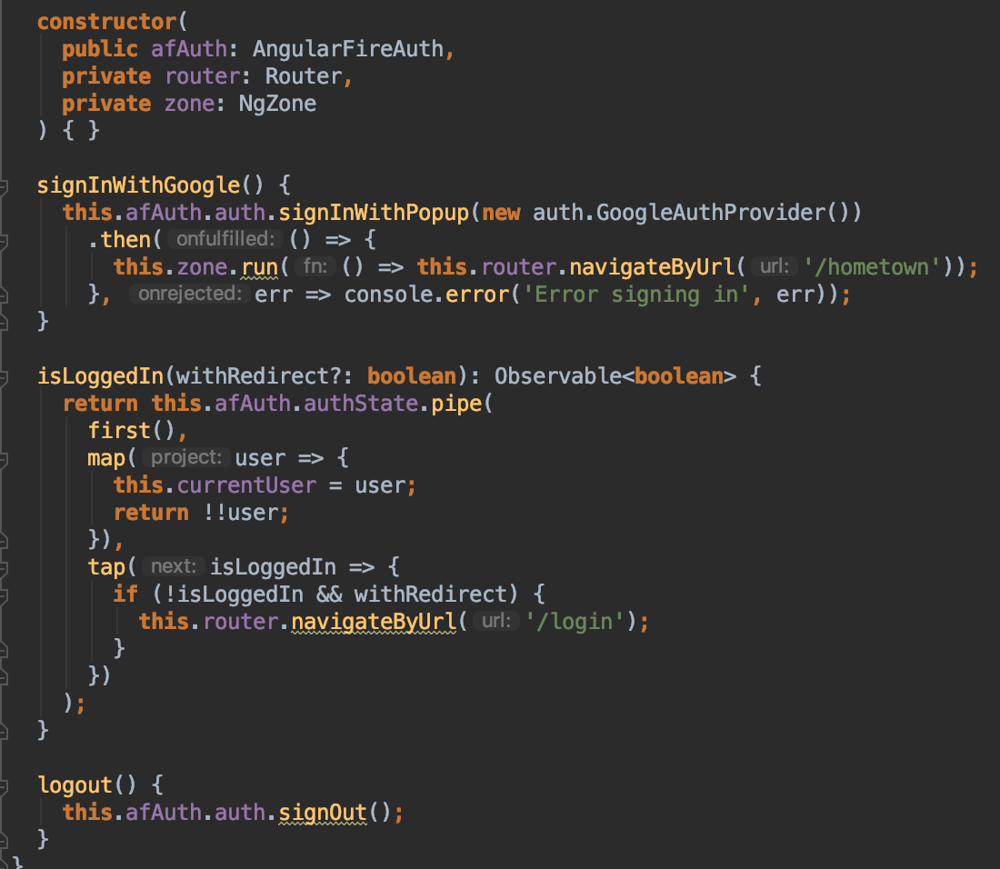 constructor(
public afAuth: AngularFireAuth,
private router: Router,
private zone: NgZone
) { }
signInWithGoogle() {
this.afAuth.auth.signInWithPopup(new auth.GoogleAuthProvider())
.then( onfulfilled: () => {
this.zone.run( fn: () => this.router.navigateByUrl( url: '/hometown'));
}, onrejected: err => console.error('Error signing in', err));
}
isLoggedIn(withRedirect?: boolean): Observable<boolean> {
return this.afAuth.authState.pipe(
first(),
map( project: user => {
this.currentUser = user;
return !!user;
}),
tap( next: isLoggedIn => {
if (!isLoggedIn && withRedirect) {
this.router.navigateByUrl( url: '/login');
}
})
);
}
logout() {
this.afAuth.auth.signOut();
}
}